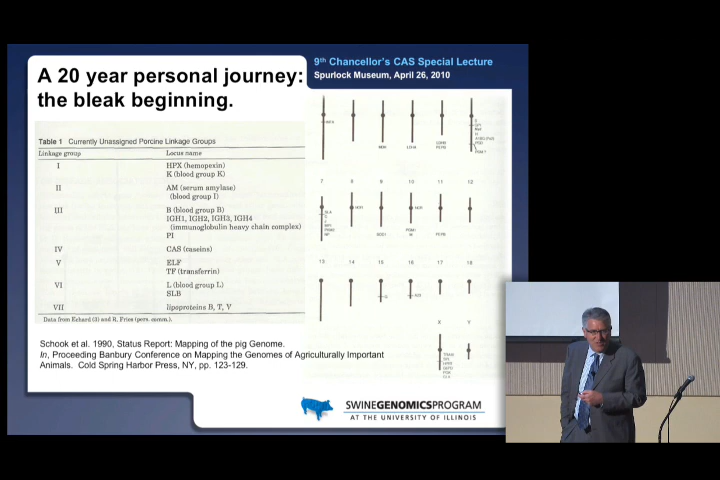 9th Chancellor's CAS Special Lecture
Spurlock Museum, April 26, 2010
A 20 year personal journey:
the bleak beginning.
Table 1 Currently Unassigned Porcine Linkage Groups
Linkage group Locus name
I HPX (hemopexin)
K (blood group K)
II AM (serum amylase)
(blood group I)
III B (blood group B)
IGH1, IGH2, IGH3, IGH4
(immunoglobulin heavy chain complex)
PI
IV CAS (caseins)
V ELF
TF (transferrin)
VI L (blood group L)
SLB
VII lipoproteins B, T, V
Data from Echard (3) and R. Fries (pers. comm.).
7 8 9 10 11 12
13 14 15 16 17 18
X Y
Schook et al. 1990, Status Report: Mapping of the pig Genome.
In, Proceeding Banbury Conference on Mapping the Genomes of Agriculturally Important
Animals. Cold Spring Harbor Press, NY, pp. 123-129.
SWINEGENOMICSPROGRAM
AT THE UNIVERSITY OF ILLINOIS